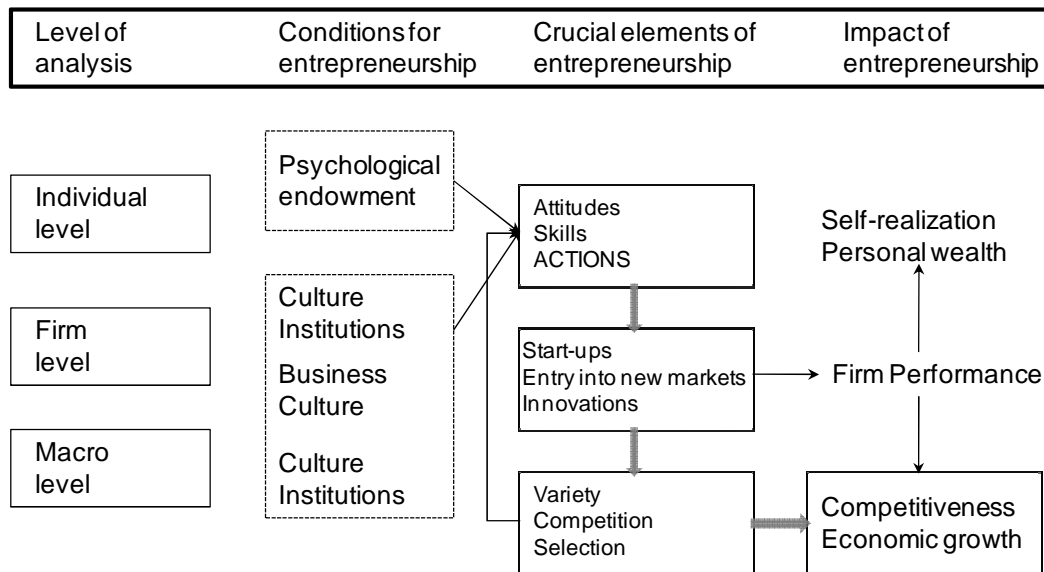 Level of
analysis
Conditions for
entrepreneurship
Crucial elements of
entrepreneurship
Impact of
entrepreneurship
Individual
level
Psychological
endowment
Attitudes
Skills
ACTIONS
Self-realization
Personal wealth
Firm
level
Culture
Institutions
Business
Culture
Start-ups
Entry into new markets
Innovations
Firm Performance
Macro
level
Culture
Institutions
Variety
Competition
Selection
Competitiveness
Economic growth